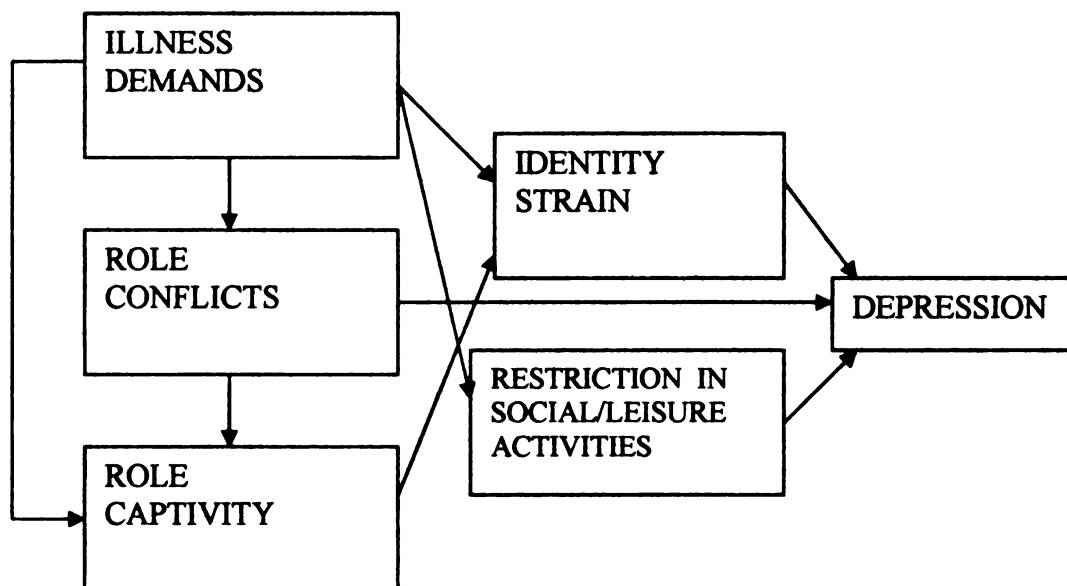 ILLNESS
DEMANDS
IDENTITY
STRAIN
ROLE
CONFLICTS
DEPRESSION
RESTRICTION IN
SOCIAL/LEISURE
ACTIVITIES
ROLE
CAPTIVITY